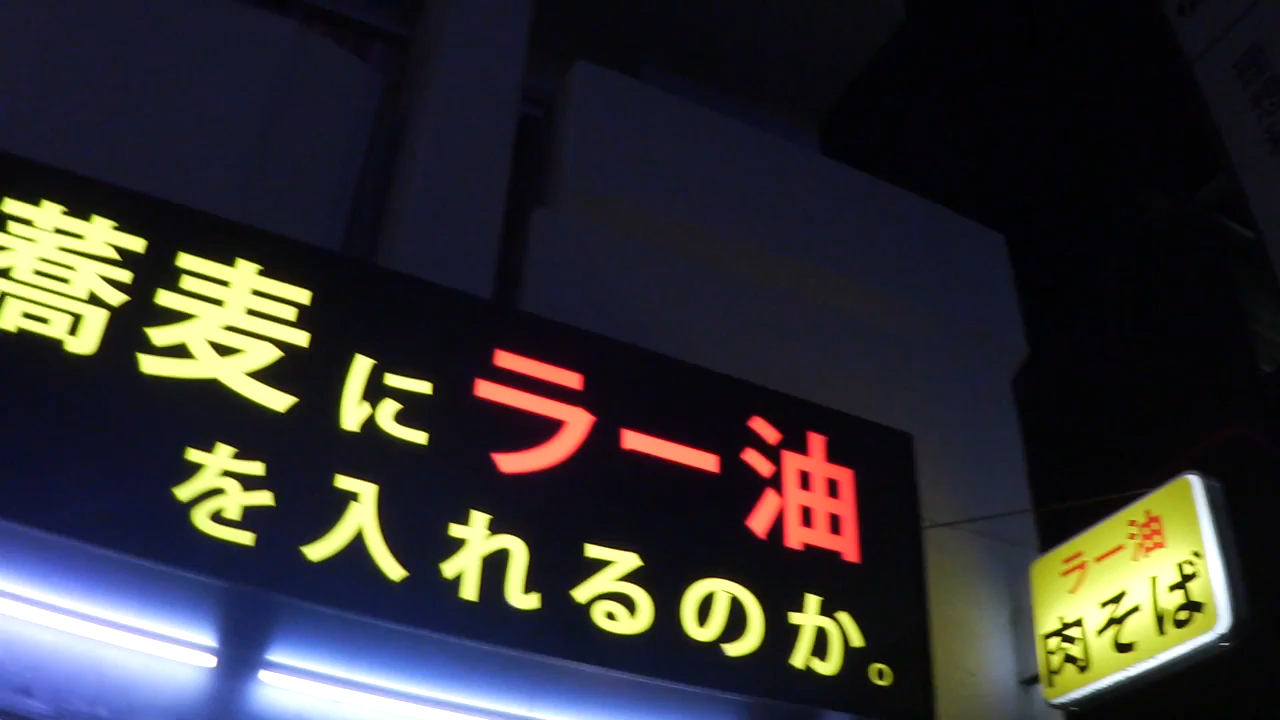 蕎麦にラー油
を入れるのか。
ラー油
肉そば